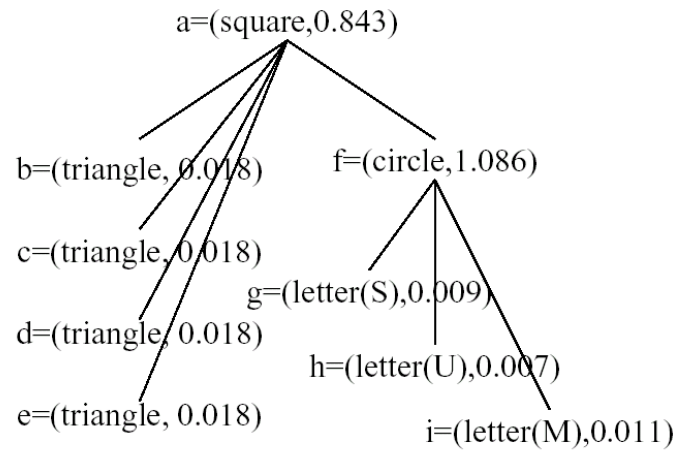 a=(square,0.843)
b=(triangle, 0.018)
f=(circle,1.086)
c=(triangle, 0.018)
g=(letter(S),0.009)
d=(triangle, 0.018)
h=(letter(U),0.007)
e=(triangle, 0.018)
i=(letter(M),0.011)